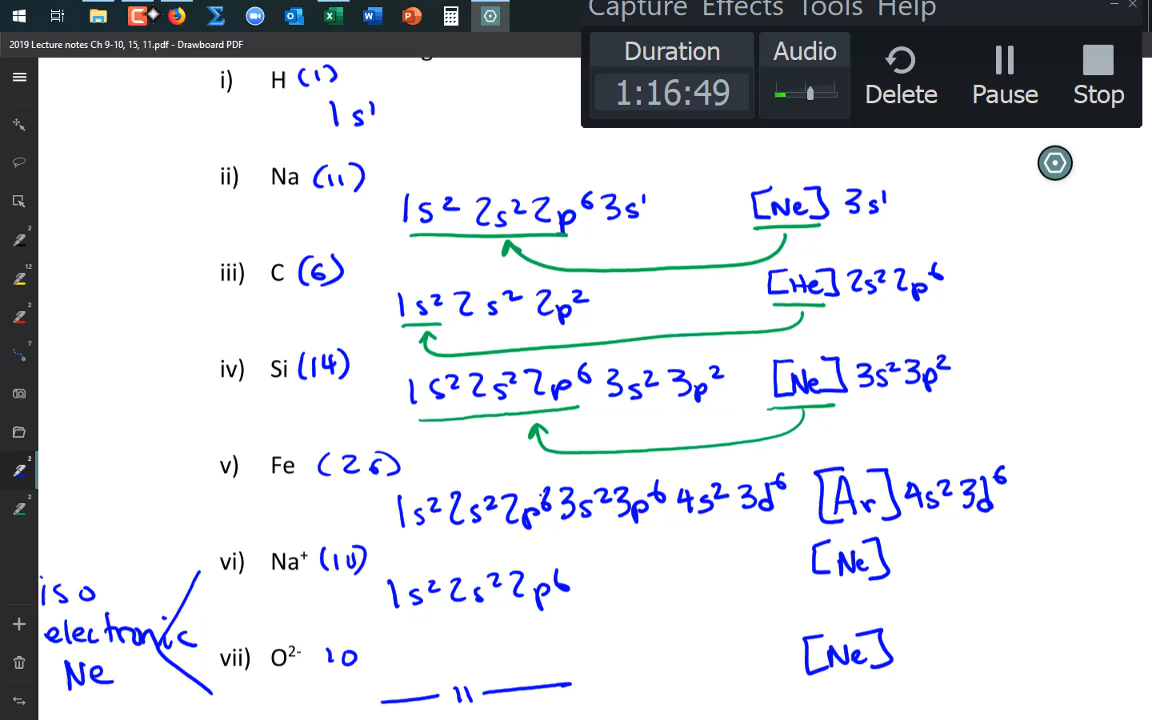 Capture Effects Tools Help
2019 Lecture notes Ch 9-10, 15, 11.pdf - Drawboard PDF
Duration
Audio
1:16:49
Delete
Pause
Stop
i) H (1)
1s¹
ii) Na (11)
1s² 2s² 2p⁶ 3s¹ [Ne] 3s¹
iii) C (6)
1s² 2s² 2p² [He] 2s² 2p⁶
iv) Si (14)
1s² 2s² 2p⁶ 3s² 3p² [Ne] 3s² 3p²
v) Fe (26)
1s² 2s² 2p⁶ 3s² 3p⁶ 4s² 3d⁶ [Ar] 4s² 3d⁶
vi) Na⁺ (10) [Ne]
1s² 2s² 2p⁶
iso
electronic
Ne
vii) O²⁻ 10 [Ne]
— 11 —